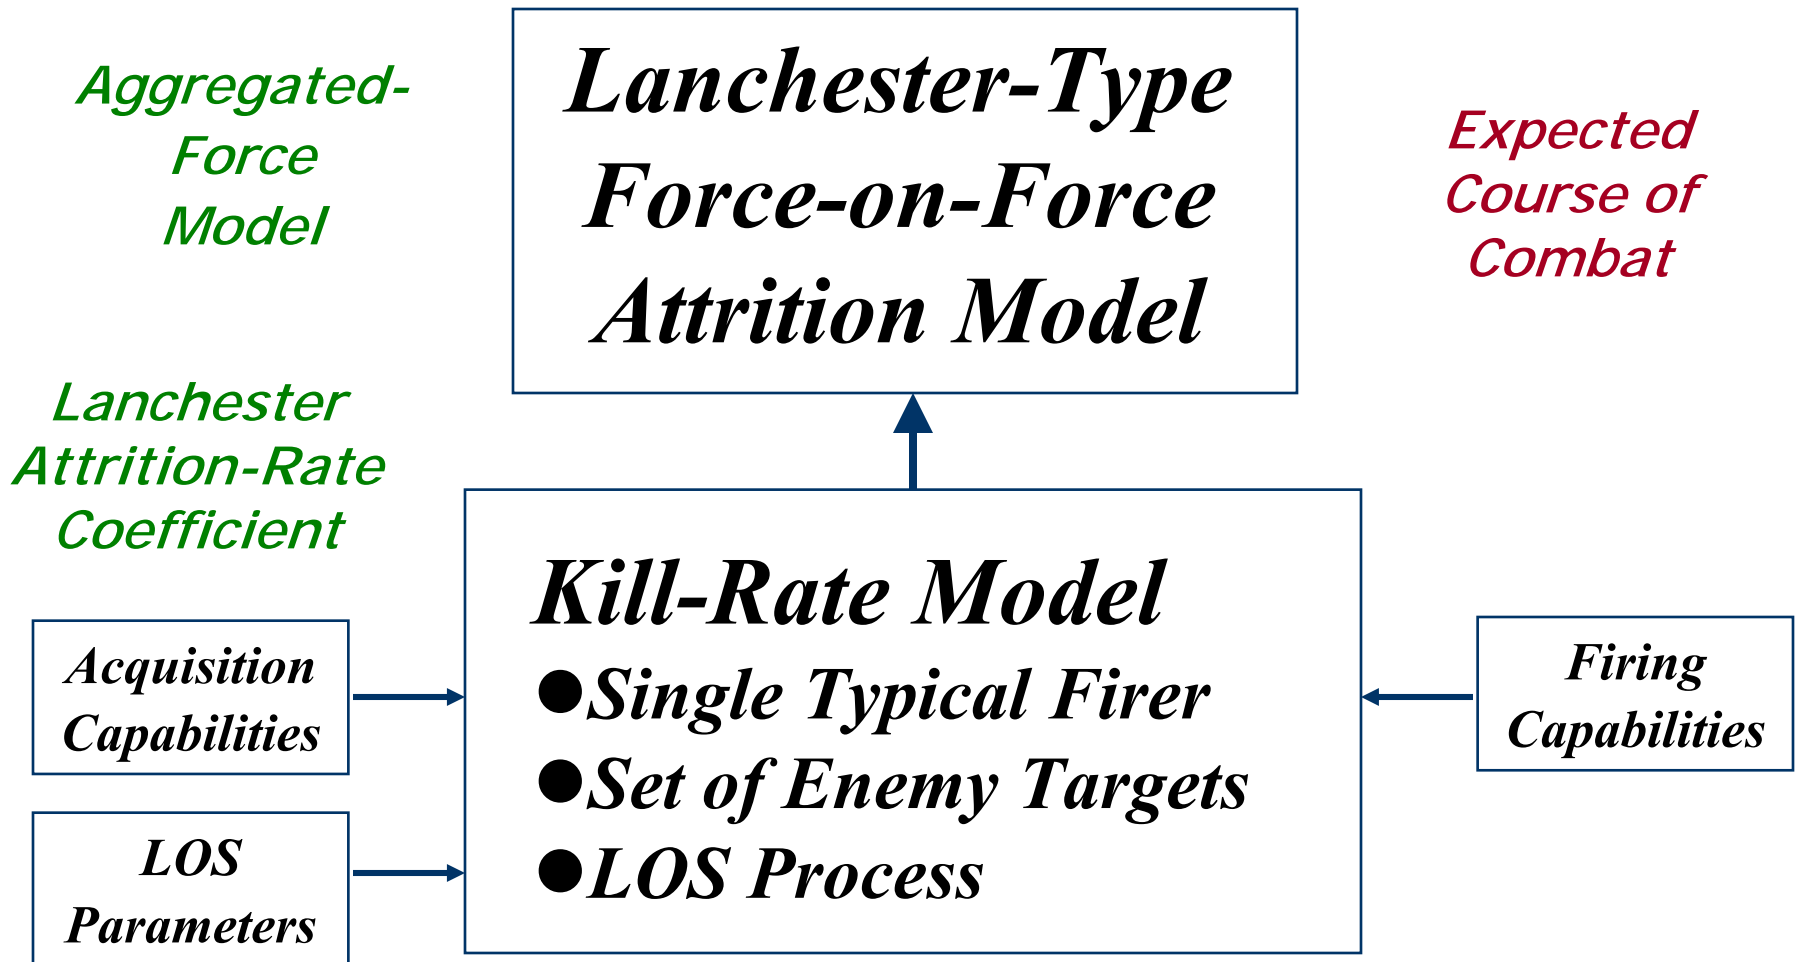 Aggregated-
Force
Model
Lanchester-Type
Force-on-Force
Attrition Model
Expected
Course of
Combat
Lanchester
Attrition-Rate
Coefficient
Kill-Rate Model
●Single Typical Firer
●Set of Enemy Targets
●LOS Process
Acquisition
Capabilities
LOS
Parameters
Firing
Capabilities